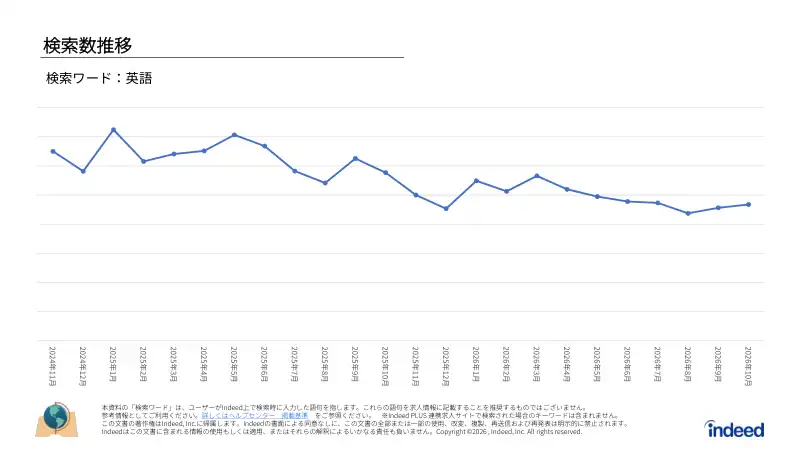 検索数推移
検索ワード：英語
2024年11月
2024年12月
2025年1月
2025年2月
2025年3月
2025年4月
2025年5月
2025年6月
2025年7月
2025年8月
2025年9月
2025年10月
2025年11月
2025年12月
2026年1月
2026年2月
2026年3月
2026年4月
2026年5月
2026年6月
2026年7月
2026年8月
2026年9月
2026年10月
本資料の「検索ワード」は、ユーザーがIndeed上で検索時に入力した語句を指します。これらの語句を求人情報に記載することを推奨するものではございません。
参考情報としてご利用ください。詳しくはヘルプセンター　掲載基準　をご参照ください。　※Indeed PLUS 連携求人サイトで検索された場合のキーワードは含まれません。
この文書の著作権はIndeed, Inc.に帰属します。Indeedの書面による同意なしに、この文書の全部または一部の使用、改変、複製、再送信および再発表は明示的に禁止されます。
Indeedはこの文書に含まれる情報の使用もしくは適用、またはそれらの解釈によるいかなる責任も負いません。Copyright ©2026 , Indeed, Inc. All rights reserved.
indeed